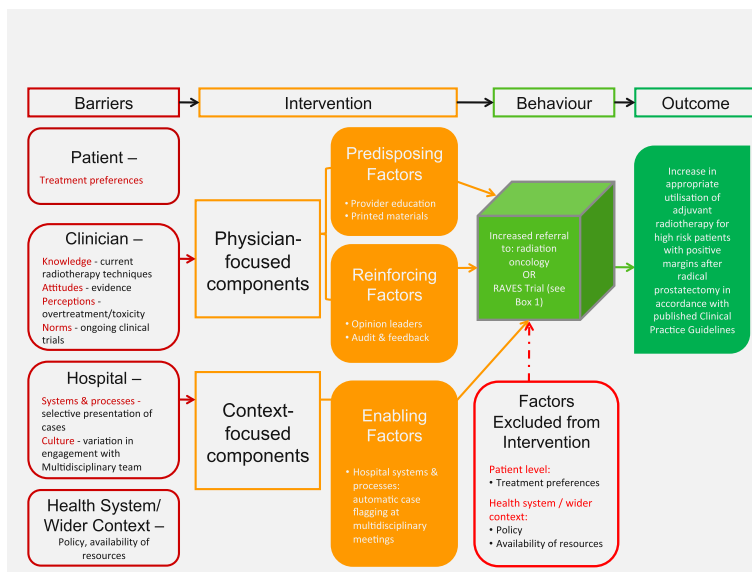 Barriers
Intervention
Behaviour
Outcome
Patient –
Treatment preferences
Clinician –
Knowledge - current
radiotherapy techniques
Attitudes - evidence
Perceptions -
overtreatment/toxicity
Norms - ongoing clinical
trials
Hospital –
Systems & processes -
selective presentation of
cases
Culture - variation in
engagement with
Multidisciplinary team
Health System/
Wider Context –
Policy, availability of
resources
Physician-
focused
components
Context-
focused
components
Predisposing
Factors
• Provider education
• Printed materials
Reinforcing
Factors
• Opinion leaders
• Audit & feedback
Enabling
Factors
• Hospital systems &
processes:
automatic case
flagging at
multidisciplinary
meetings
Increased referral
to: radiation
oncology
OR
RAVES Trial (see
Box 1)
Factors
Excluded from
Intervention
Patient level:
• Treatment preferences
Health system / wider
context:
• Policy
• Availability of resources
Increase in
appropriate
utilisation of
adjuvant
radiotherapy for
high risk patients
with positive
margins after
radical
prostatectomy in
accordance with
published Clinical
Practice Guidelines